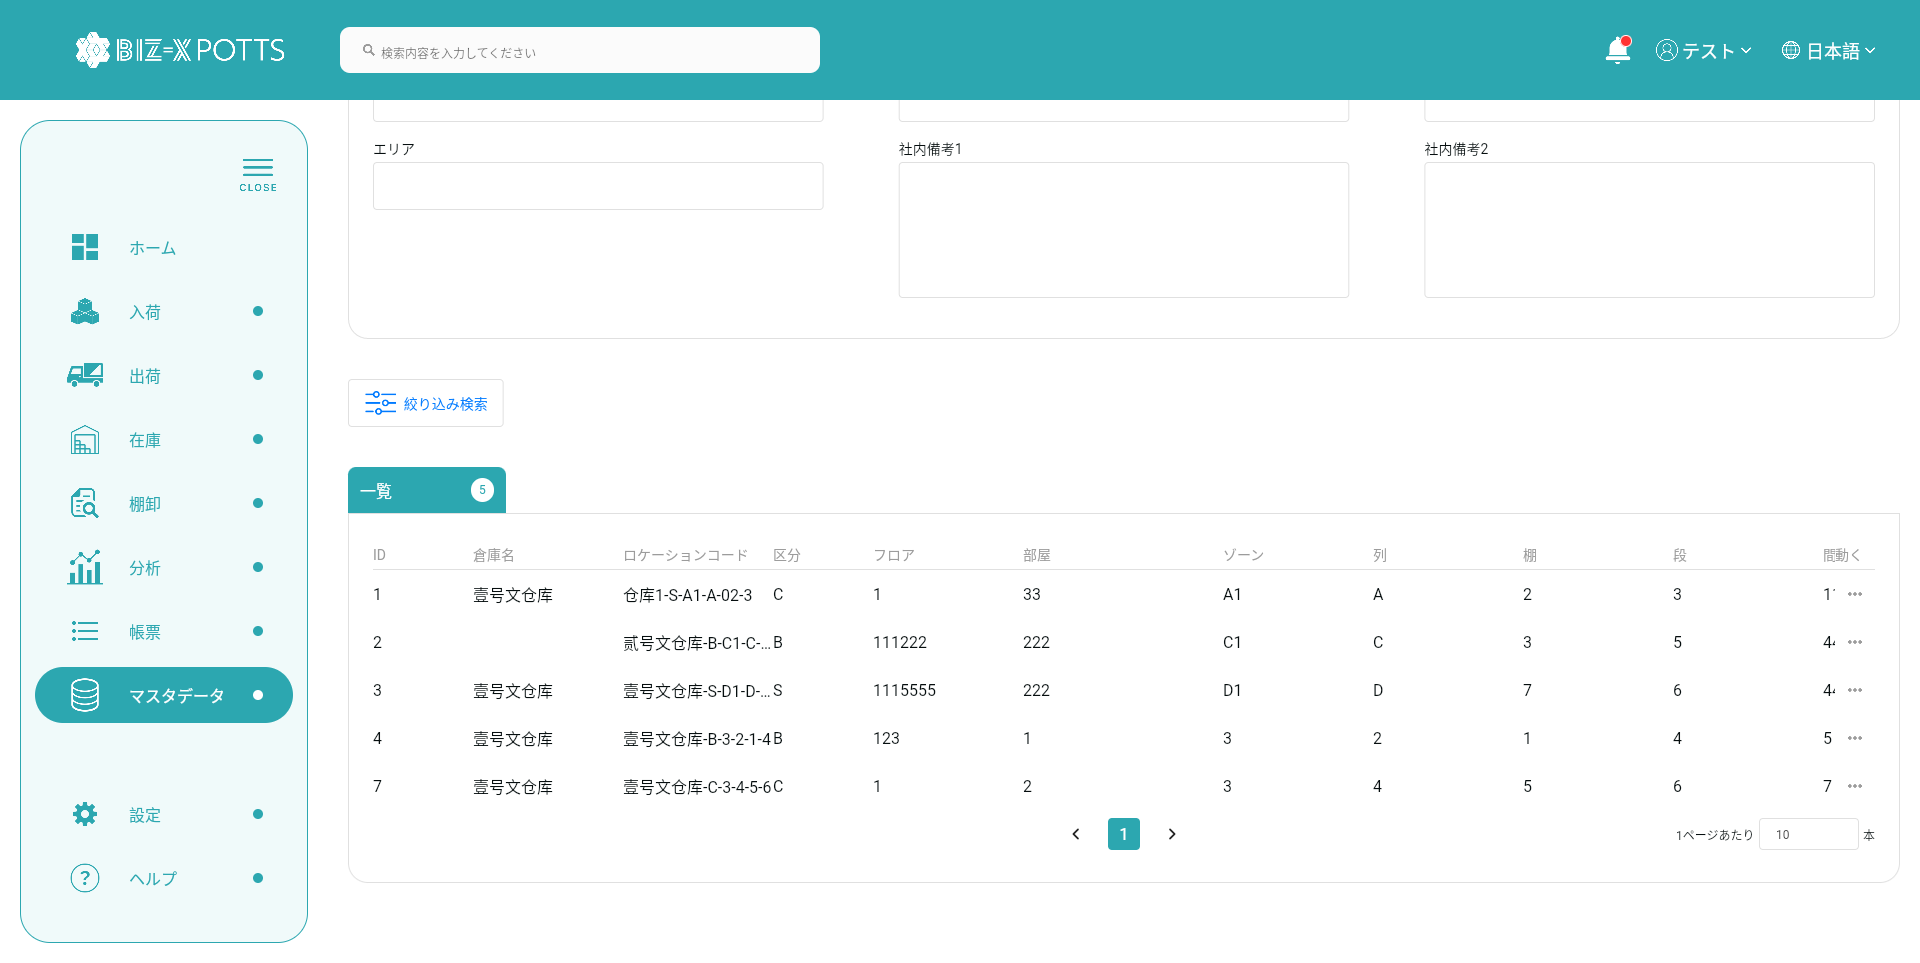 BIZ-X POTTS
検索内容を入力してください
テスト
日本語
CLOSE
ホーム
入荷
出荷
在庫
棚卸
分析
帳票
マスタデータ
設定
ヘルプ
エリア
社内備考1
社内備考2
絞り込み検索
一覧 5
ID 倉庫名 ロケーションコード 区分 フロア 部屋 ゾーン 列 棚 段 間 動く
1 壹号文仓库 仓库1-S-A1-A-02-3 C 1 33 A1 A 2 3 1 ···
2 贰号文仓库-B-C1-C-... B 111222 222 C1 C 3 5 4 ···
3 壹号文仓库 壹号文仓库-S-D1-D-... S 1115555 222 D1 D 7 6 4 ···
4 壹号文仓库 壹号文仓库-B-3-2-1-4 B 123 1 3 2 1 4 5 ···
7 壹号文仓库 壹号文仓库-C-3-4-5-6 C 1 2 3 4 5 6 7 ···
1
1ページあたり 10 本